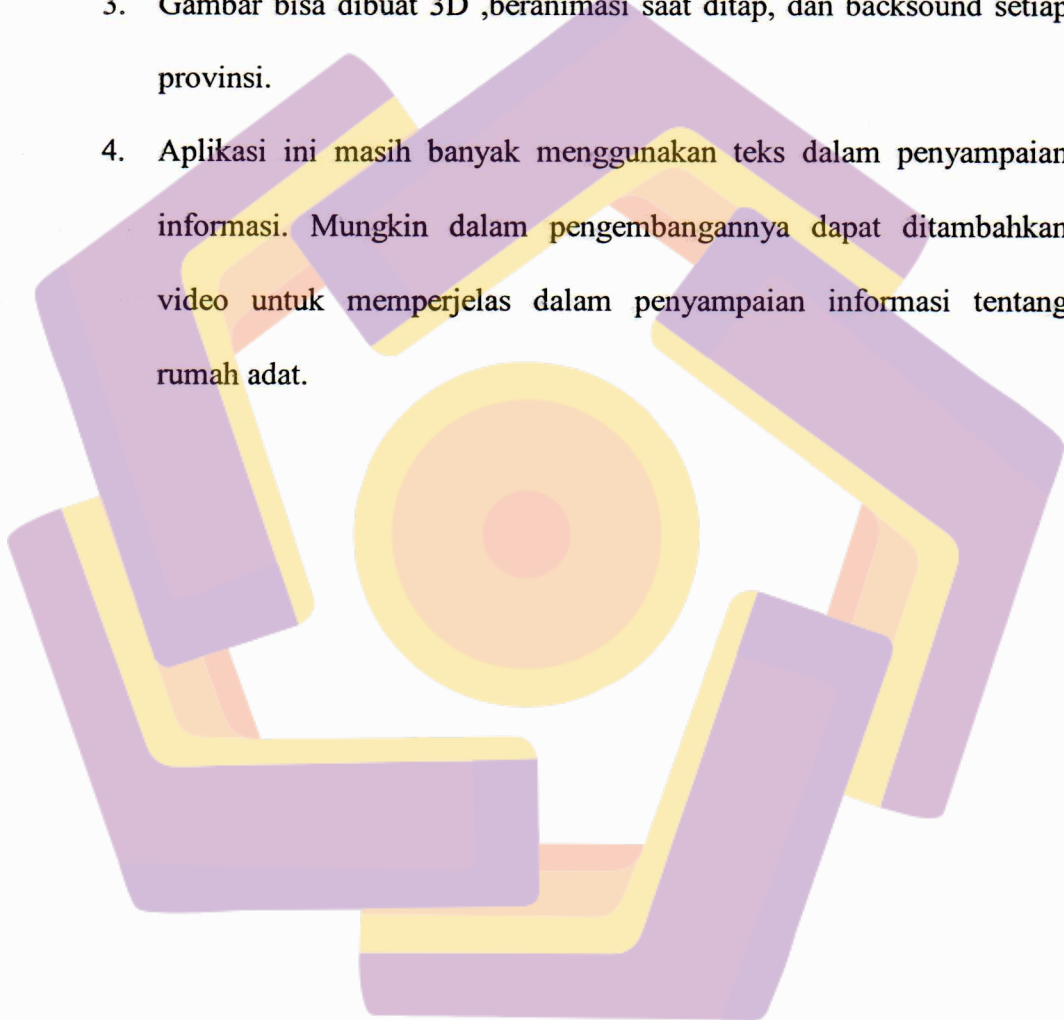 3. Gambar bisa dibuat 3D ,beranimasi saat ditap, dan backsound setiap
provinsi.
4. Aplikasi ini masih banyak menggunakan teks dalam penyampaian
informasi. Mungkin dalam pengembangannya dapat ditambahkan
video untuk memperjelas dalam penyampaian informasi tentang
rumah adat.